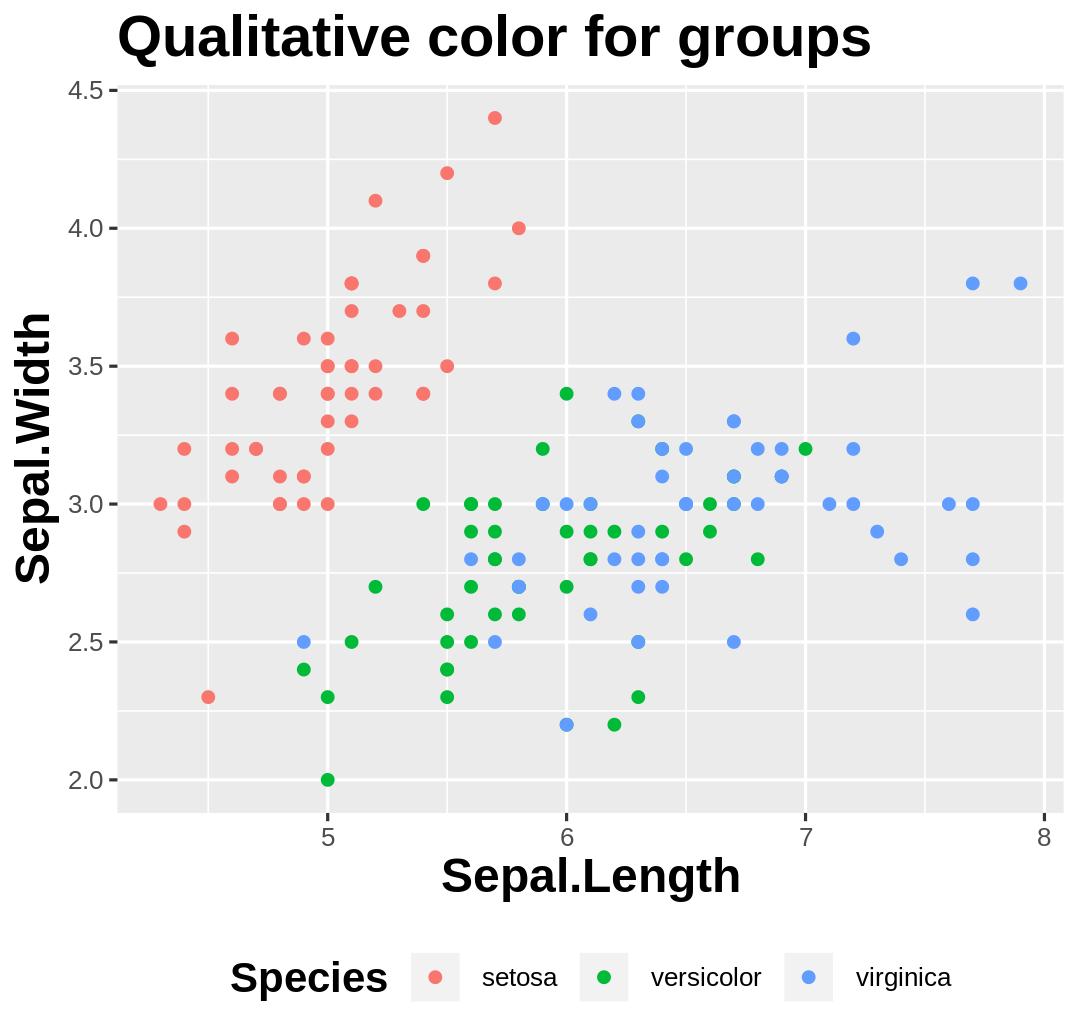 Qualitative color for groups
4.5
4.0
3.5
3.0
2.5
2.0
Sepal.Width
5 6 7 8
Sepal.Length
Species setosa versicolor virginica